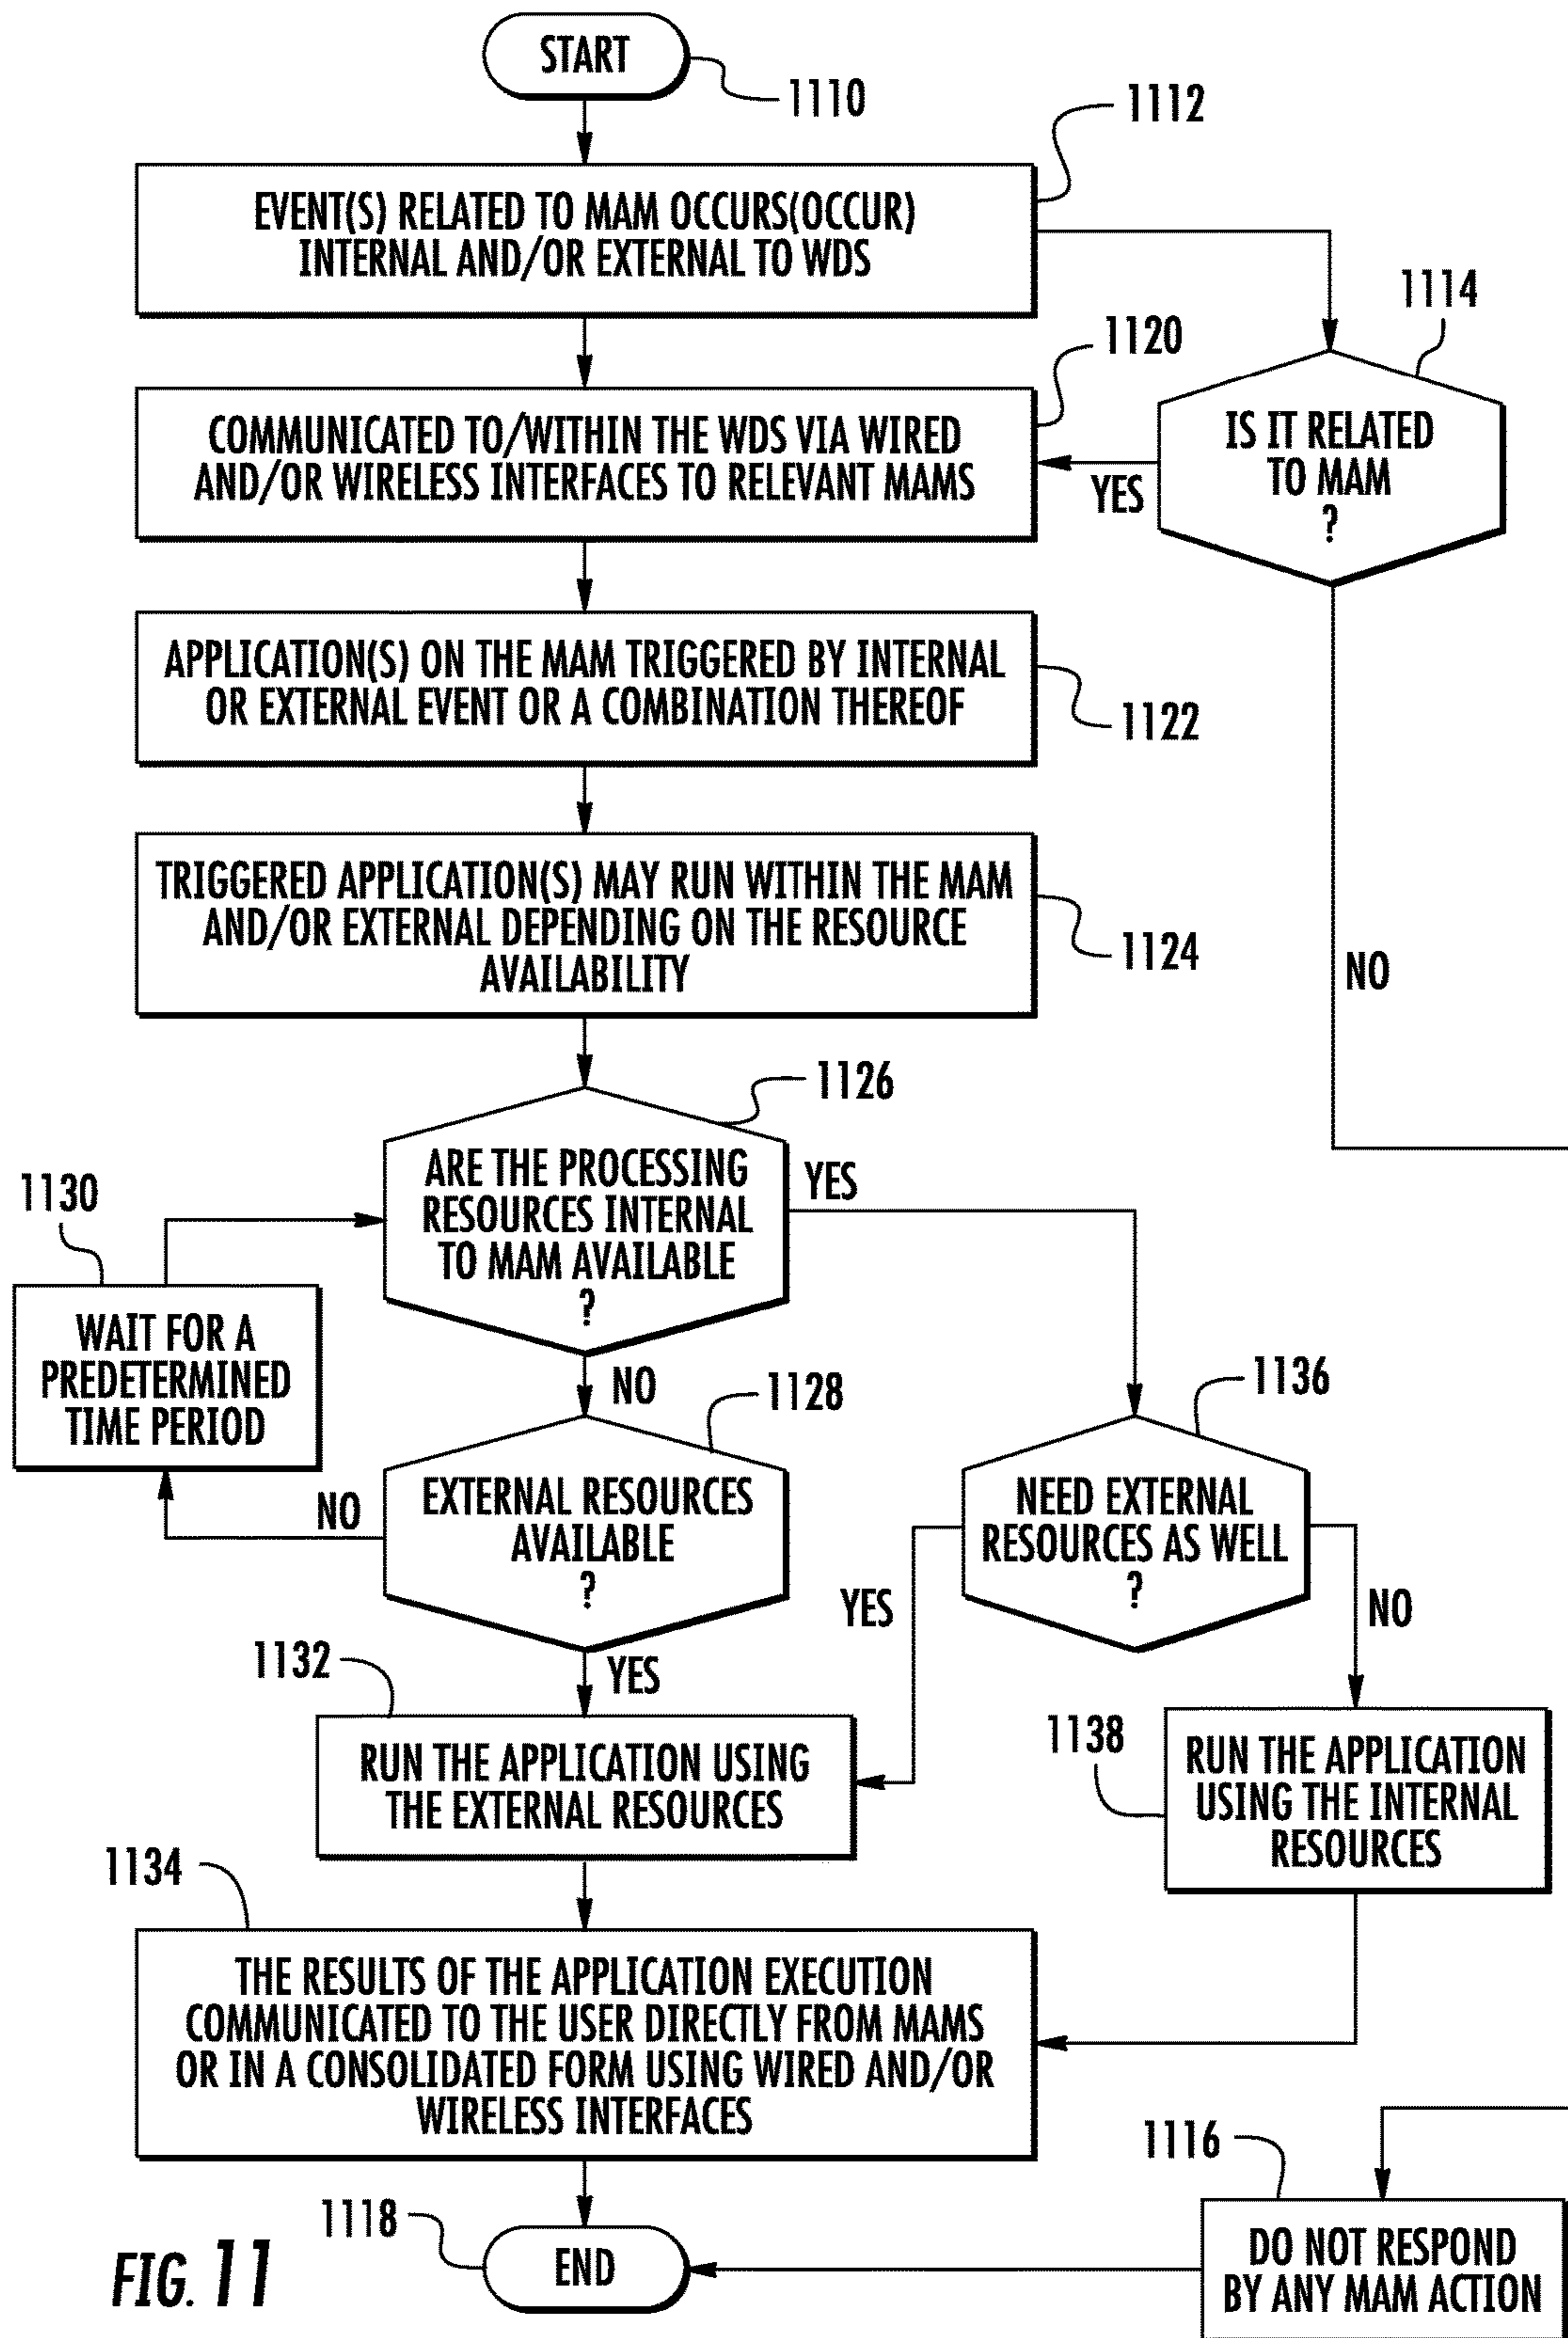 START
1110
1112
EVENT(S) RELATED TO MAM OCCURS(OCCUR)
INTERNAL AND/OR EXTERNAL TO WDS
1114
1120
IS IT RELATED
TO MAM
?
COMMUNICATED TO/WITHIN THE WDS VIA WIRED
AND/OR WIRELESS INTERFACES TO RELEVANT MAMS
YES
APPLICATION(S) ON THE MAM TRIGGERED BY INTERNAL
OR EXTERNAL EVENT OR A COMBINATION THEREOF
1122
TRIGGERED APPLICATION(S) MAY RUN WITHIN THE MAM
AND/OR EXTERNAL DEPENDING ON THE RESOURCE
AVAILABILITY
1124
NO
1126
ARE THE PROCESSING
RESOURCES INTERNAL
TO MAM AVAILABLE
?
YES
1130
WAIT FOR A
PREDETERMINED
TIME PERIOD
NO
1128
1136
EXTERNAL RESOURCES
AVAILABLE
?
NO
NEED EXTERNAL
RESOURCES AS WELL
?
YES
NO
1132
YES
RUN THE APPLICATION USING
THE EXTERNAL RESOURCES
1138
RUN THE APPLICATION
USING THE INTERNAL
RESOURCES
1134
THE RESULTS OF THE APPLICATION EXECUTION
COMMUNICATED TO THE USER DIRECTLY FROM MAMS
OR IN A CONSOLIDATED FORM USING WIRED AND/OR
WIRELESS INTERFACES
1116
1118
END
DO NOT RESPOND
BY ANY MAM ACTION
FIG. 11